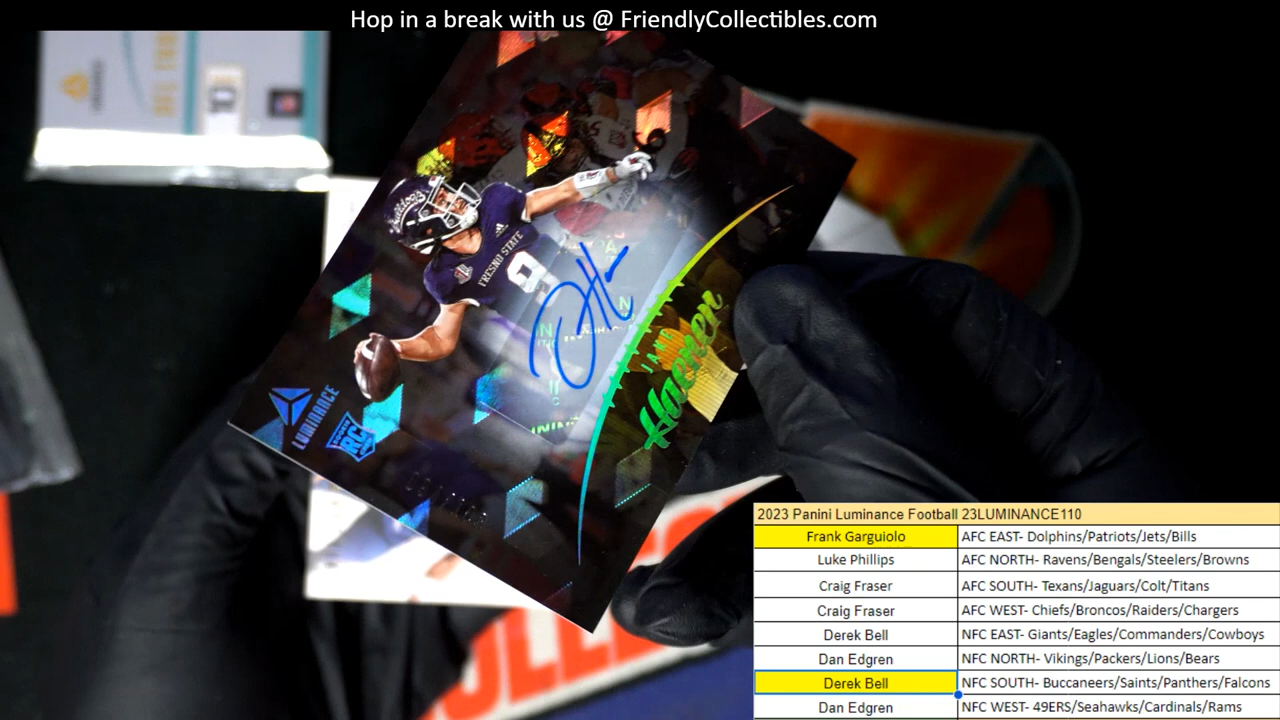 Hop in a break with us @ FriendlyCollectibles.com
Bulldogs
FRESNO STATE
9
JAKE
Haener
LUMINANCE
RC
2023 Panini Luminance Football 23LUMINANCE110
Frank Garguiolo AFC EAST- Dolphins/Patriots/Jets/Bills
Luke Phillips AFC NORTH- Ravens/Bengals/Steelers/Browns
Craig Fraser AFC SOUTH- Texans/Jaguars/Colt/Titans
Craig Fraser AFC WEST- Chiefs/Broncos/Raiders/Chargers
Derek Bell NFC EAST- Giants/Eagles/Commanders/Cowboys
Dan Edgren NFC NORTH- Vikings/Packers/Lions/Bears
Derek Bell NFC SOUTH- Buccaneers/Saints/Panthers/Falcons
Dan Edgren NFC WEST- 49ERS/Seahawks/Cardinals/Rams